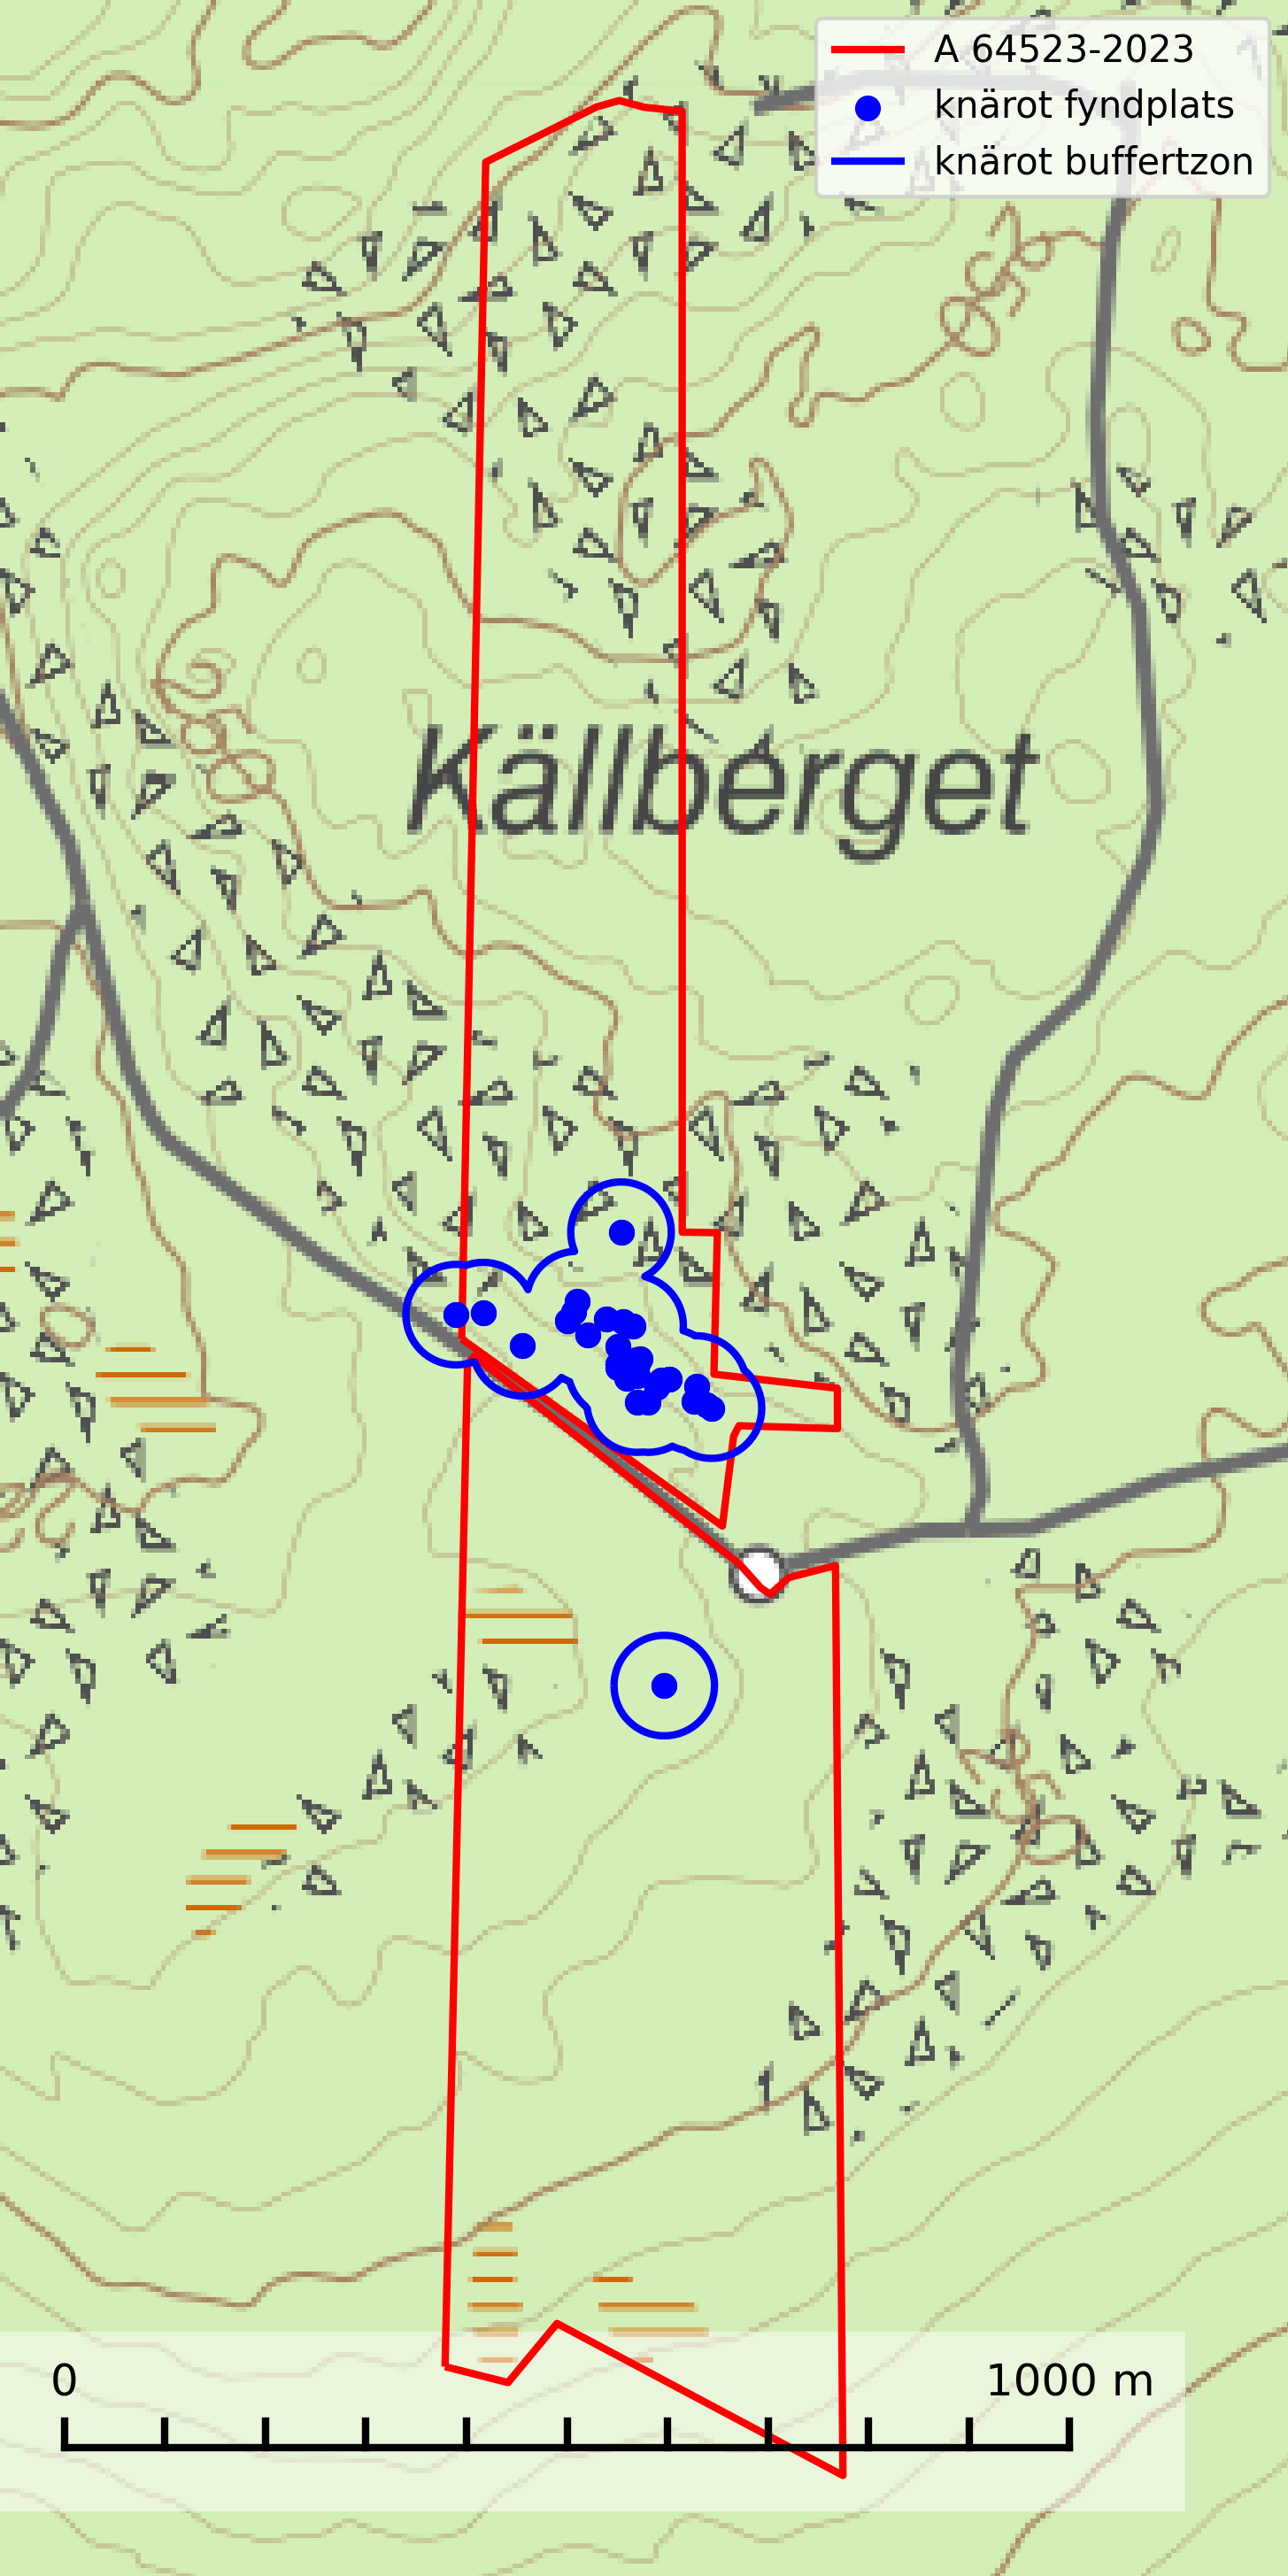 A 64523-2023
knärot fyndplats
knärot buffertzon
Källberget
0
1000 m